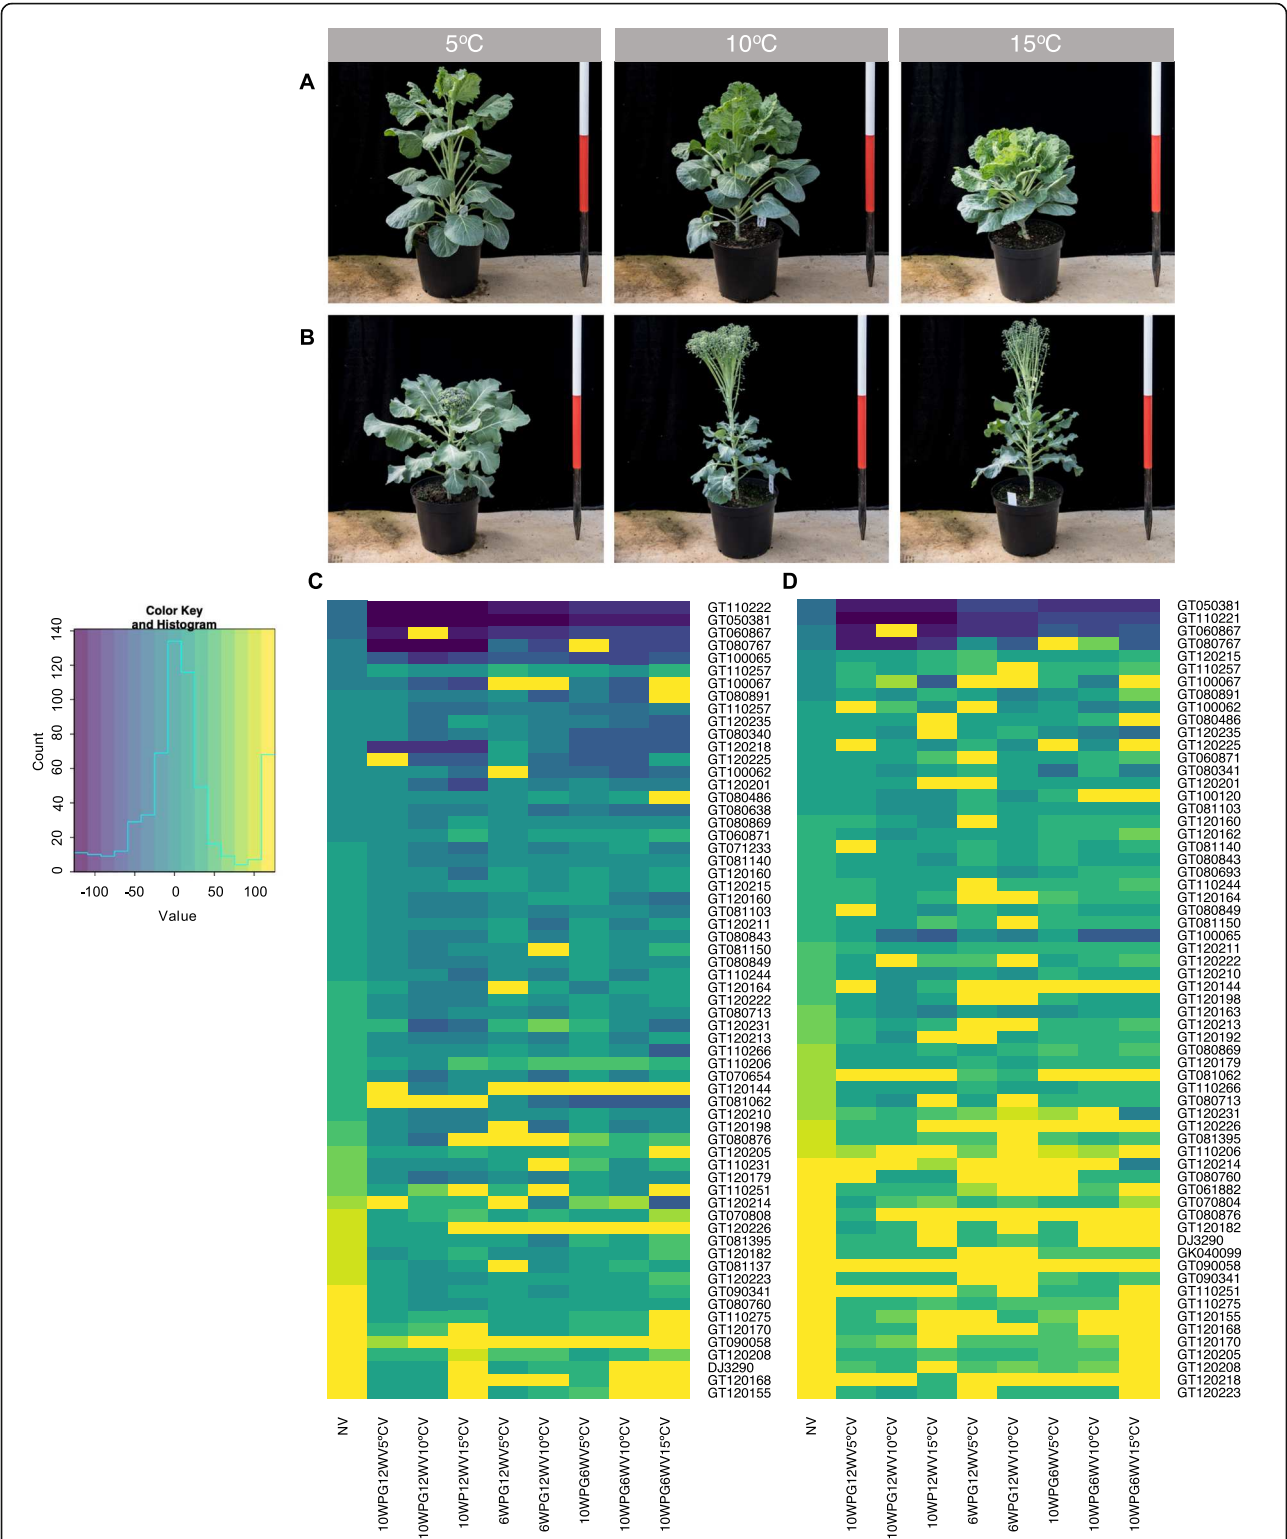 5ºC
10ºC
15ºC
A
B
C
D
Color Key
and Histogram
Count
0
20
40
60
80
100
120
140
-100
-50
0
50
100
Value
GT110222
GT050381
GT060867
GT080767
GT100065
GT110257
GT100067
GT080891
GT110257
GT120235
GT080340
GT120218
GT120225
GT100062
GT120201
GT080486
GT080638
GT080869
GT060871
GT071233
GT081140
GT120160
GT120215
GT120160
GT081103
GT120211
GT080843
GT081150
GT080849
GT110244
GT120164
GT120222
GT080713
GT120231
GT120213
GT110266
GT110206
GT070654
GT120144
GT081062
GT120210
GT120198
GT080876
GT120205
GT110231
GT120179
GT110251
GT120214
GT070808
GT120226
GT081395
GT120182
GT081137
GT120223
GT090341
GT080760
GT110275
GT120170
GT090058
GT120208
DJ3290
GT120168
GT120155
NV
10WPG12WV5ºCV
10WPG12WV10ºCV
10WP12WV15ºCV
6WPG12WV5ºCV
6WPG12WV10ºCV
10WPG6WV5ºCV
10WPG6WV10ºCV
10WPG6WV15ºCV
GT050381
GT110221
GT060867
GT080767
GT120215
GT110257
GT100067
GT080891
GT100062
GT080486
GT120235
GT120225
GT060871
GT080341
GT120201
GT100120
GT081103
GT120160
GT120162
GT081140
GT080843
GT080693
GT110244
GT120164
GT080849
GT081150
GT100065
GT120211
GT120222
GT120210
GT120144
GT120198
GT120163
GT120213
GT120192
GT080869
GT120179
GT081062
GT110266
GT080713
GT120231
GT120226
GT081395
GT110206
GT120214
GT080760
GT061882
GT070804
GT080876
GT120182
DJ3290
GK040099
GT090058
GT090341
GT110251
GT110275
GT120155
GT120168
GT120170
GT120205
GT120208
GT120218
GT120223
NV
10WPG12WV5ºCV
10WPG12WV10ºCV
10WP12WV15ºCV
6WPG12WV5ºCV
6WPG12WV10ºCV
10WPG6WV5ºCV
10WPG6WV10ºCV
10WPG6WV15ºCV